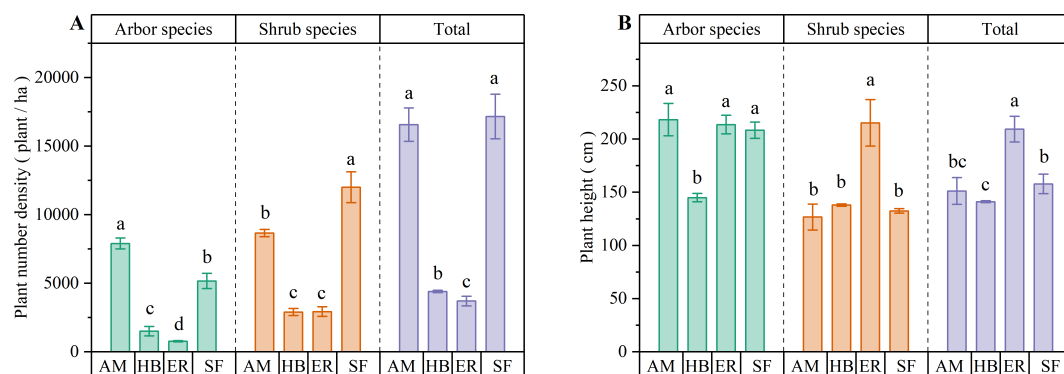 A
Arbor species Shrub species Total
Plant number density ( plant / ha )
20000
15000
10000
5000
0
a c d b
b c c a
a b c a
AM HB ER SF AM HB ER SF AM HB ER SF
B
Arbor species Shrub species Total
Plant height ( cm )
250
200
150
100
50
0
a b a a
b b a b
bc c a b
AM HB ER SF AM HB ER SF AM HB ER SF